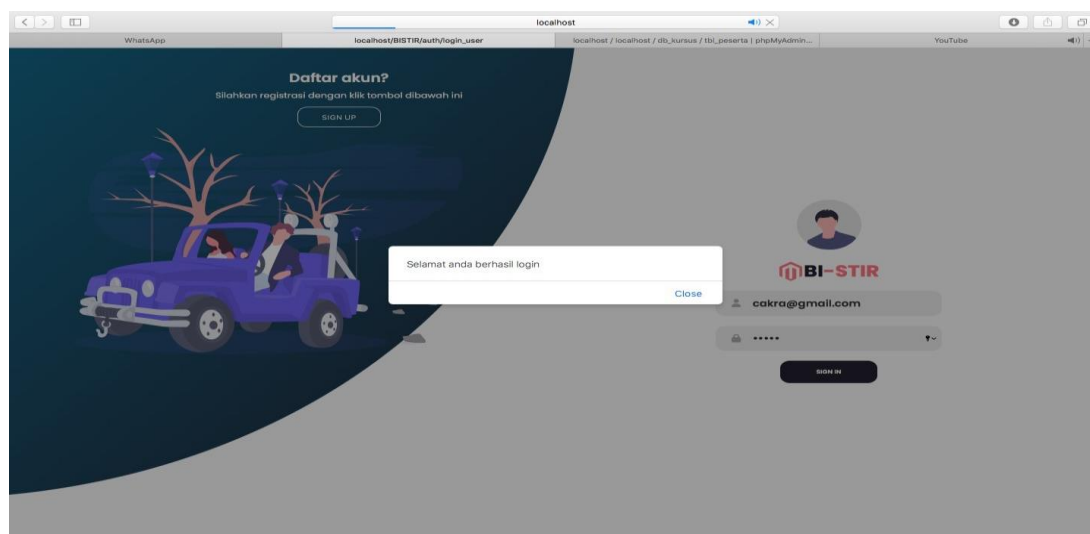 localhost
WhatsApp
localhost/BISTIR/auth/login_user
localhost / localhost / db_kursus / tbl_peserta | phpMyAdmin...
YouTube
Daftar akun?
Silahkan registrasi dengan klik tombol dibawah ini
SIGN UP
Selamat anda berhasil login
Close
BI-STIR
cakra@gmail.com
•••••
SIGN IN